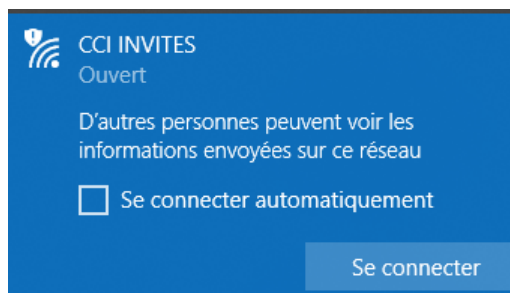 CCI INVITES
Ouvert
D'autres personnes peuvent voir les
informations envoyées sur ce réseau
Se connecter automatiquement
Se connecter